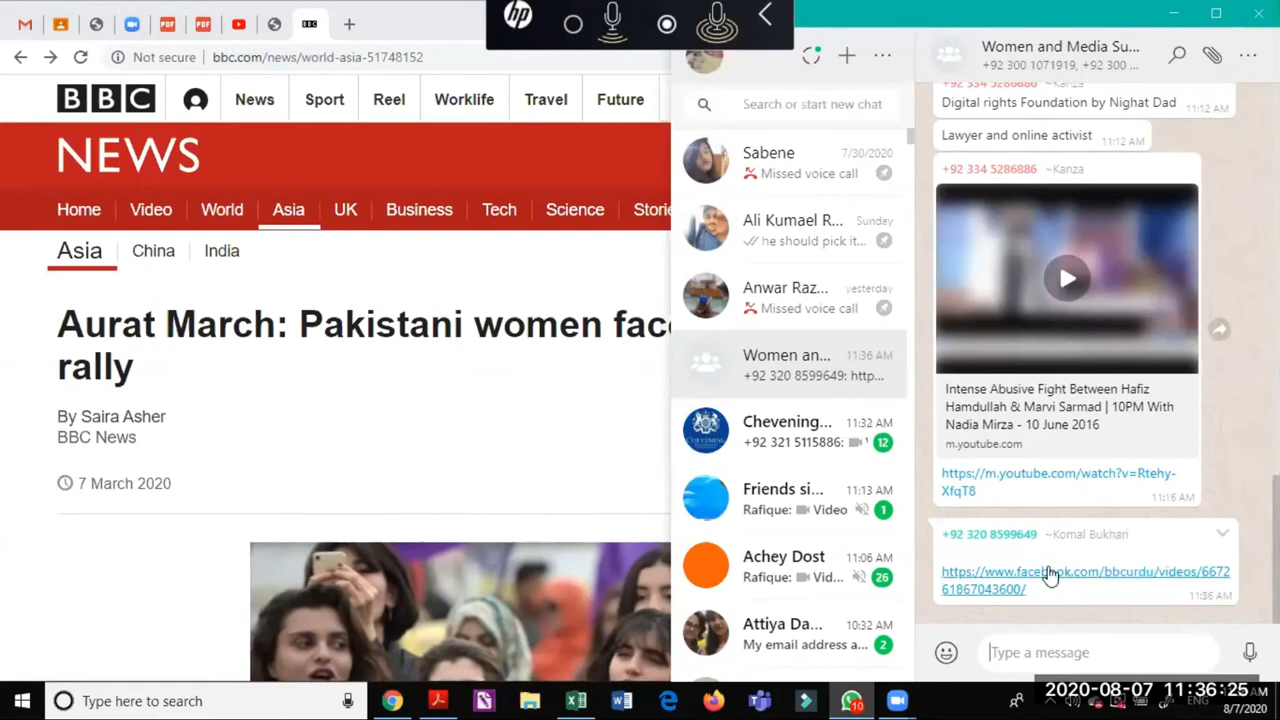 PDF
PDF
BBC
hp
Not secure
bbc.com/news/world-asia-51748152
BBC
News
Sport
Reel
Worklife
Travel
Future
NEWS
Home
Video
World
Asia
UK
Business
Tech
Science
Asia
China
India
Aurat March: Pakistani women
rally
By Saira Asher
BBC News
7 March 2020
Search or start new chat
Sabene
7/30/2020
Missed voice call
Ali Kumael R...
Sunday
he should pick it...
Anwar Raz...
yesterday
Missed voice call
Women an...
11:36 AM
+92 320 8599649: http...
Chevening...
11:32 AM
+92 321 5115886:
12
CHEVENING
Friends si...
11:13 AM
Rafique: Video
1
Achey Dost
11:06 AM
Rafique: Vid...
26
Attiya Da...
10:32 AM
My email address a...
2
Women and Media Su...
+92 300 1071919, +92 300 ...
Digital rights Foundation by Nighat Dad
11:12 AM
Lawyer and online activist
11:12 AM
+92 334 5286886 ~Kanza
Intense Abusive Fight Between Hafiz
Hamdullah & Marvi Sarmad | 10PM With
Nadia Mirza - 10 June 2016
m.youtube.com
https://m.youtube.com/watch?v=Rtehy-
XfqT8
11:16 AM
+92 320 8599649 ~Komal Bukhari
https://www.facebook.com/bbcurdu/videos/6672
61867043600/
11:36 AM
Type a message
Type here to search
10
2020-08-07 11:36:25 AM
ENG
8/7/2020